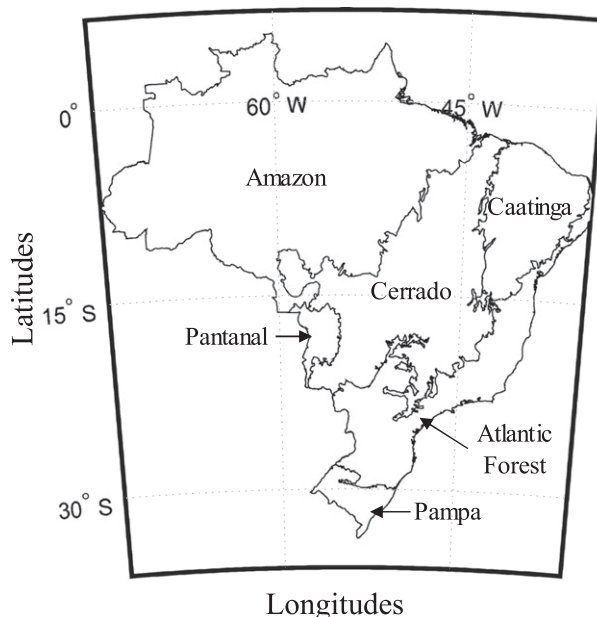 60° W
45° W
0°
Amazon
Caatinga
Cerrado
Latitudes
15° S
Pantanal
Atlantic
Forest
30° S
Pampa
Longitudes